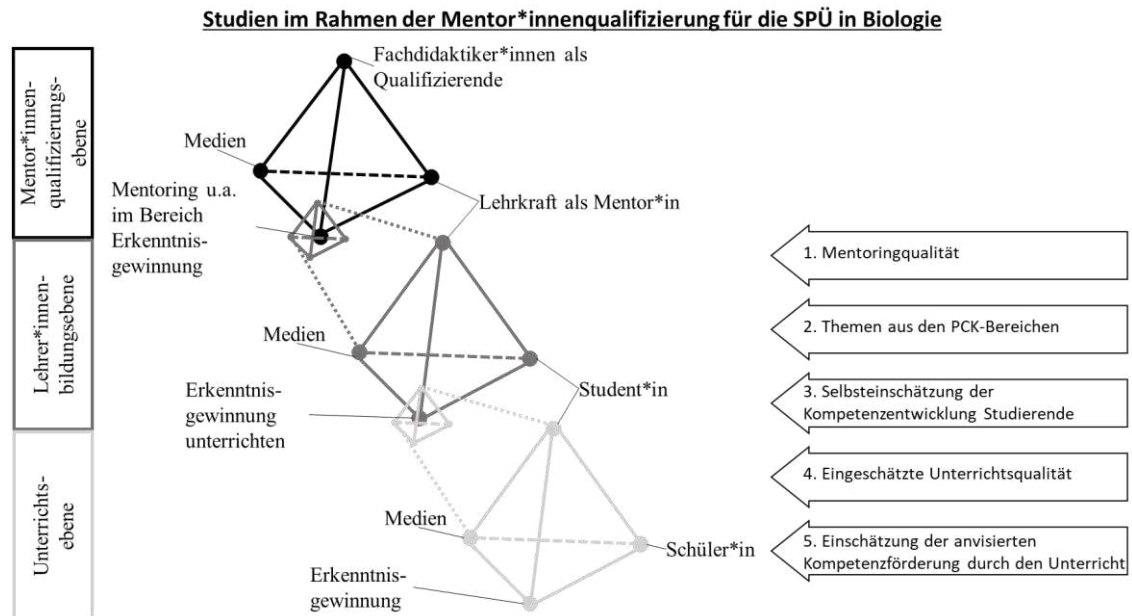 Studien im Rahmen der Mentor*innenqualifizierung für die SPÜ in Biologie
Mentor*innen-
qualifizierungs-
ebene
Fachdidaktiker*innen als
Qualifizierende
Medien
Mentoring u.a.
im Bereich
Erkenntnis-
gewinnung
Lehrkraft als Mentor*in
Lehrer*innen-
bildungsebene
Medien
Erkenntnis-
gewinnung
unterrichten
Student*in
Unterrichts-
ebene
Medien
Schüler*in
Erkenntnis-
gewinnung
1. Mentoringqualität
2. Themen aus den PCK-Bereichen
3. Selbsteinschätzung der
Kompetenzentwicklung Studierende
4. Eingeschätzte Unterrichtsqualität
5. Einschätzung der anvisierten
Kompetenzförderung durch den Unterricht